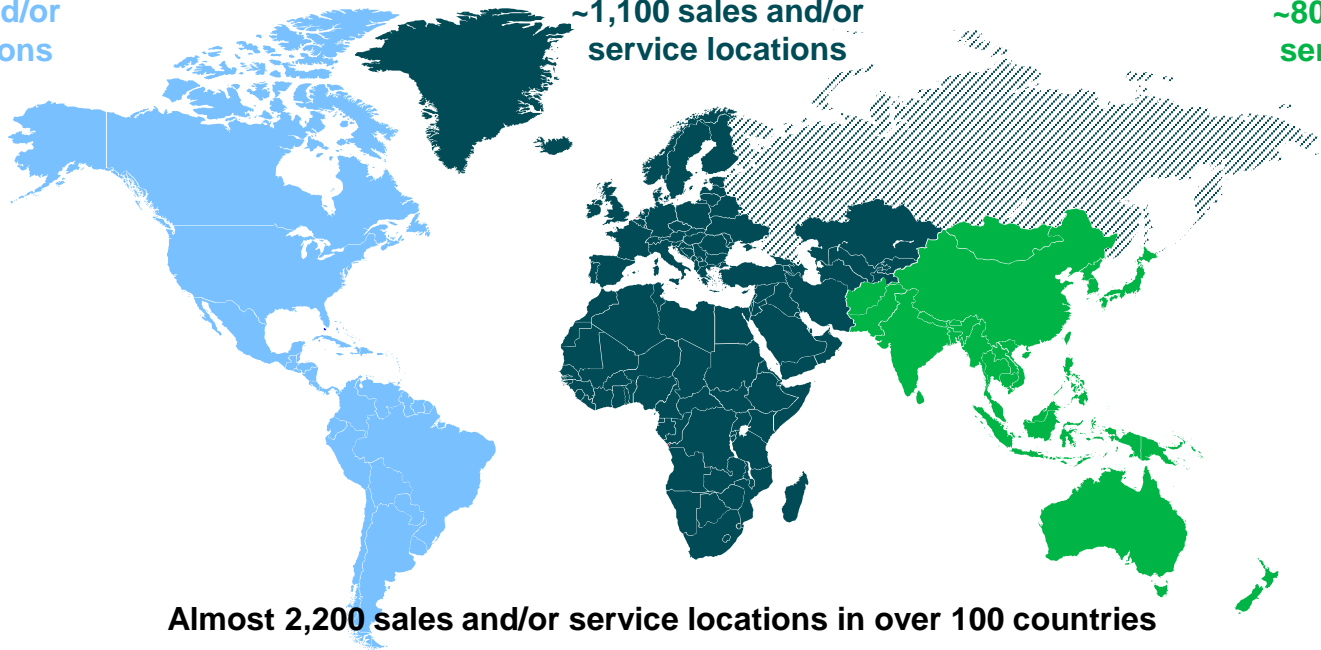 d/or
ons
~1,100 sales and/or
service locations
~80
ser
Almost 2,200 sales and/or service locations in over 100 countries